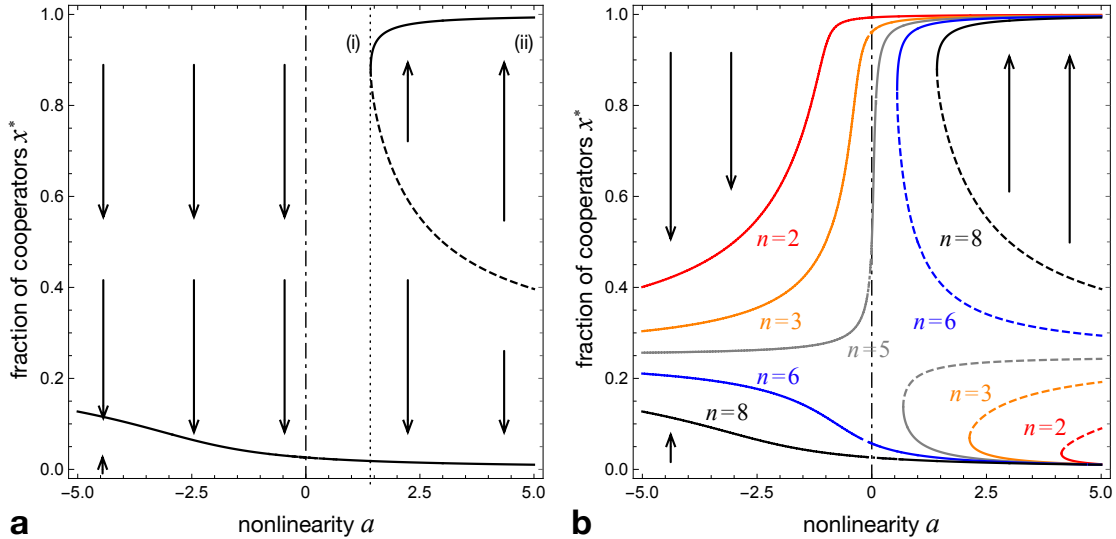 1.0
0.8
0.6
0.4
0.2
0.0
fraction of cooperators x*
(i)
(ii)
-5.0 -2.5 0 2.5 5.0
nonlinearity a
a
1.0
0.8
0.6
0.4
0.2
0.0
fraction of cooperators x*
n=2
n=3
n=5
n=6
n=8
n=8
n=6
n=3
n=2
-5.0 -2.5 0 2.5 5.0
nonlinearity a
b